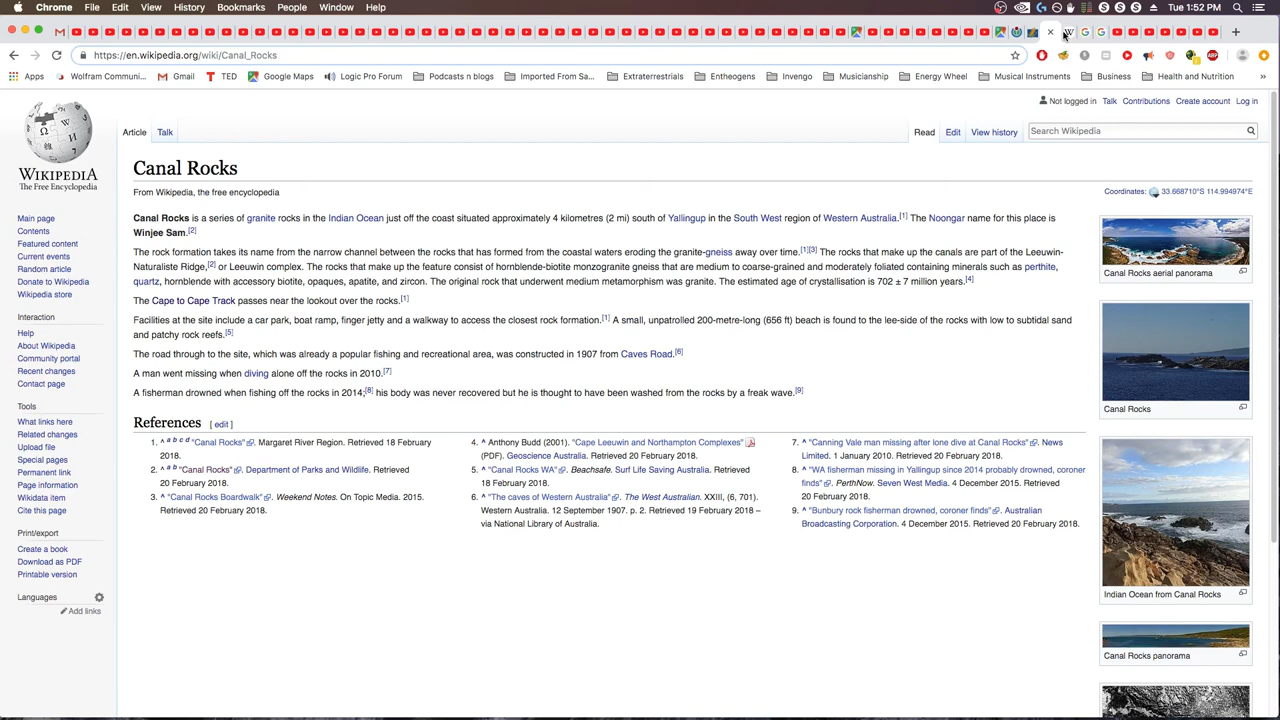 Chrome File Edit View History Bookmarks People Window Help Tue 1:52 PM
https://en.wikipedia.org/wiki/Canal_Rocks
Apps Wolfram Communi... Gmail TED Google Maps Logic Pro Forum Podcasts n blogs Imported From Sa... Extraterrestrials Entheogens Invengo Musicianship Energy Wheel Musical Instruments Business Health and Nutrition »
Not logged in Talk Contributions Create account Log in
Article Talk Read Edit View history Search Wikipedia
WIKIPEDIA
The Free Encyclopedia
Main page
Contents
Featured content
Current events
Random article
Donate to Wikipedia
Wikipedia store
Interaction
Help
About Wikipedia
Community portal
Recent changes
Contact page
Tools
What links here
Related changes
Upload file
Special pages
Permanent link
Page information
Wikidata item
Cite this page
Print/export
Create a book
Download as PDF
Printable version
Languages
Add links
Canal Rocks
From Wikipedia, the free encyclopedia
Coordinates: 33.668710°S 114.994974°E
Canal Rocks is a series of granite rocks in the Indian Ocean just off the coast situated approximately 4 kilometres (2 mi) south of Yallingup in the South West region of Western Australia.[1] The Noongar name for this place is
Winjee Sam.[2]
The rock formation takes its name from the narrow channel between the rocks that has formed from the coastal waters eroding the granite-gneiss away over time.[1][3] The rocks that make up the canals are part of the Leeuwin-
Naturaliste Ridge,[2] or Leeuwin complex. The rocks that make up the feature consist of hornblende-biotite monzogranite gneiss that are medium to coarse-grained and moderately foliated containing minerals such as perthite,
quartz, hornblende with accessory biotite, opaques, apatite, and zircon. The original rock that underwent medium metamorphism was granite. The estimated age of crystallisation is 702 ± 7 million years.[4]
The Cape to Cape Track passes near the lookout over the rocks.[1]
Facilities at the site include a car park, boat ramp, finger jetty and a walkway to access the closest rock formation.[1] A small, unpatrolled 200-metre-long (656 ft) beach is found to the lee-side of the rocks with low to subtidal sand
and patchy rock reefs.[5]
The road through to the site, which was already a popular fishing and recreational area, was constructed in 1907 from Caves Road.[6]
A man went missing when diving alone off the rocks in 2010.[7]
A fisherman drowned when fishing off the rocks in 2014;[8] his body was never recovered but he is thought to have been washed from the rocks by a freak wave.[9]
References [ edit ]
1. ^ a b c d "Canal Rocks". Margaret River Region. Retrieved 18 February
2018.
2. ^ a b "Canal Rocks". Department of Parks and Wildlife. Retrieved
20 February 2018.
3. ^ "Canal Rocks Boardwalk". Weekend Notes. On Topic Media. 2015.
Retrieved 20 February 2018.
4. ^ Anthony Budd (2001). "Cape Leeuwin and Northampton Complexes"
(PDF). Geoscience Australia. Retrieved 20 February 2018.
5. ^ "Canal Rocks WA". Beachsafe. Surf Life Saving Australia. Retrieved
18 February 2018.
6. ^ "The caves of Western Australia". The West Australian. XXIII, (6, 701).
Western Australia. 12 September 1907. p. 2. Retrieved 19 February 2018 –
via National Library of Australia.
7. ^ "Canning Vale man missing after lone dive at Canal Rocks". News
Limited. 1 January 2010. Retrieved 20 February 2018.
8. ^ "WA fisherman missing in Yallingup since 2014 probably drowned, coroner
finds". PerthNow. Seven West Media. 4 December 2015. Retrieved
20 February 2018.
9. ^ "Bunbury rock fisherman drowned, coroner finds". Australian
Broadcasting Corporation. 4 December 2015. Retrieved 20 February 2018.
Canal Rocks aerial panorama
Canal Rocks
Indian Ocean from Canal Rocks
Canal Rocks panorama